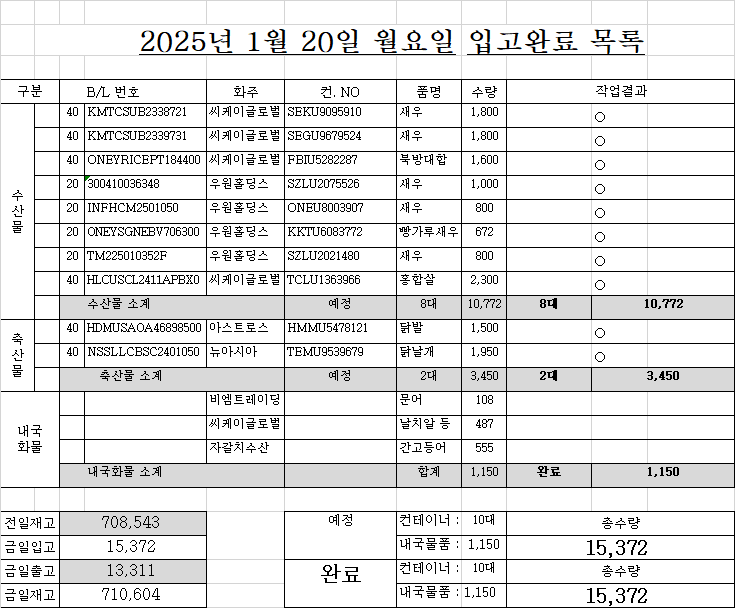 2025년 1월 20일 월요일 입고완료 목록
구분 B/L 번호 화주 컨. NO 품명 수량 작업결과
수산물
40 KMTCSUB2338721 씨케이글로벌 SEKU9095910 새우 1,800 ○
40 KMTCSUB2339731 씨케이글로벌 SEGU9679524 새우 1,800 ○
40 ONEYRICEPT184400 씨케이글로벌 FBIU5282287 북방대합 1,600 ○
20 300410036348 우원홀딩스 SZLU2075526 새우 1,000 ○
20 INFHCM2501050 우원홀딩스 ONEU8003907 새우 800 ○
20 ONEYSGNEBV706300 우원홀딩스 KKTU6083772 빵가루새우 672 ○
20 TM225010352F 우원홀딩스 SZLU2021480 새우 800 ○
40 HLCUSCL2411APBX0 씨케이글로벌 TCLU1363966 홍합살 2,300 ○
수산물 소계 예정 8대 10,772 8대 10,772
축산물
40 HDMUSAOA46898500 아스트로스 HMMU5478121 닭발 1,500 ○
40 NSSLLCBSC2401050 뉴아시아 TEMU9539679 닭날개 1,950 ○
축산물 소계 예정 2대 3,450 2대 3,450
내국화물
비엠트레이딩 문어 108
씨케이글로벌 날치알 등 487
자갈치수산 간고등어 555
내국화물 소계 합계 1,150 완료 1,150
전일재고 708,543 예정 컨테이너 : 10대 총수량
금일입고 15,372 내국물품 : 1,150 15,372
금일출고 13,311 완료 컨테이너 : 10대 총수량
금일재고 710,604 내국물품 : 1,150 15,372